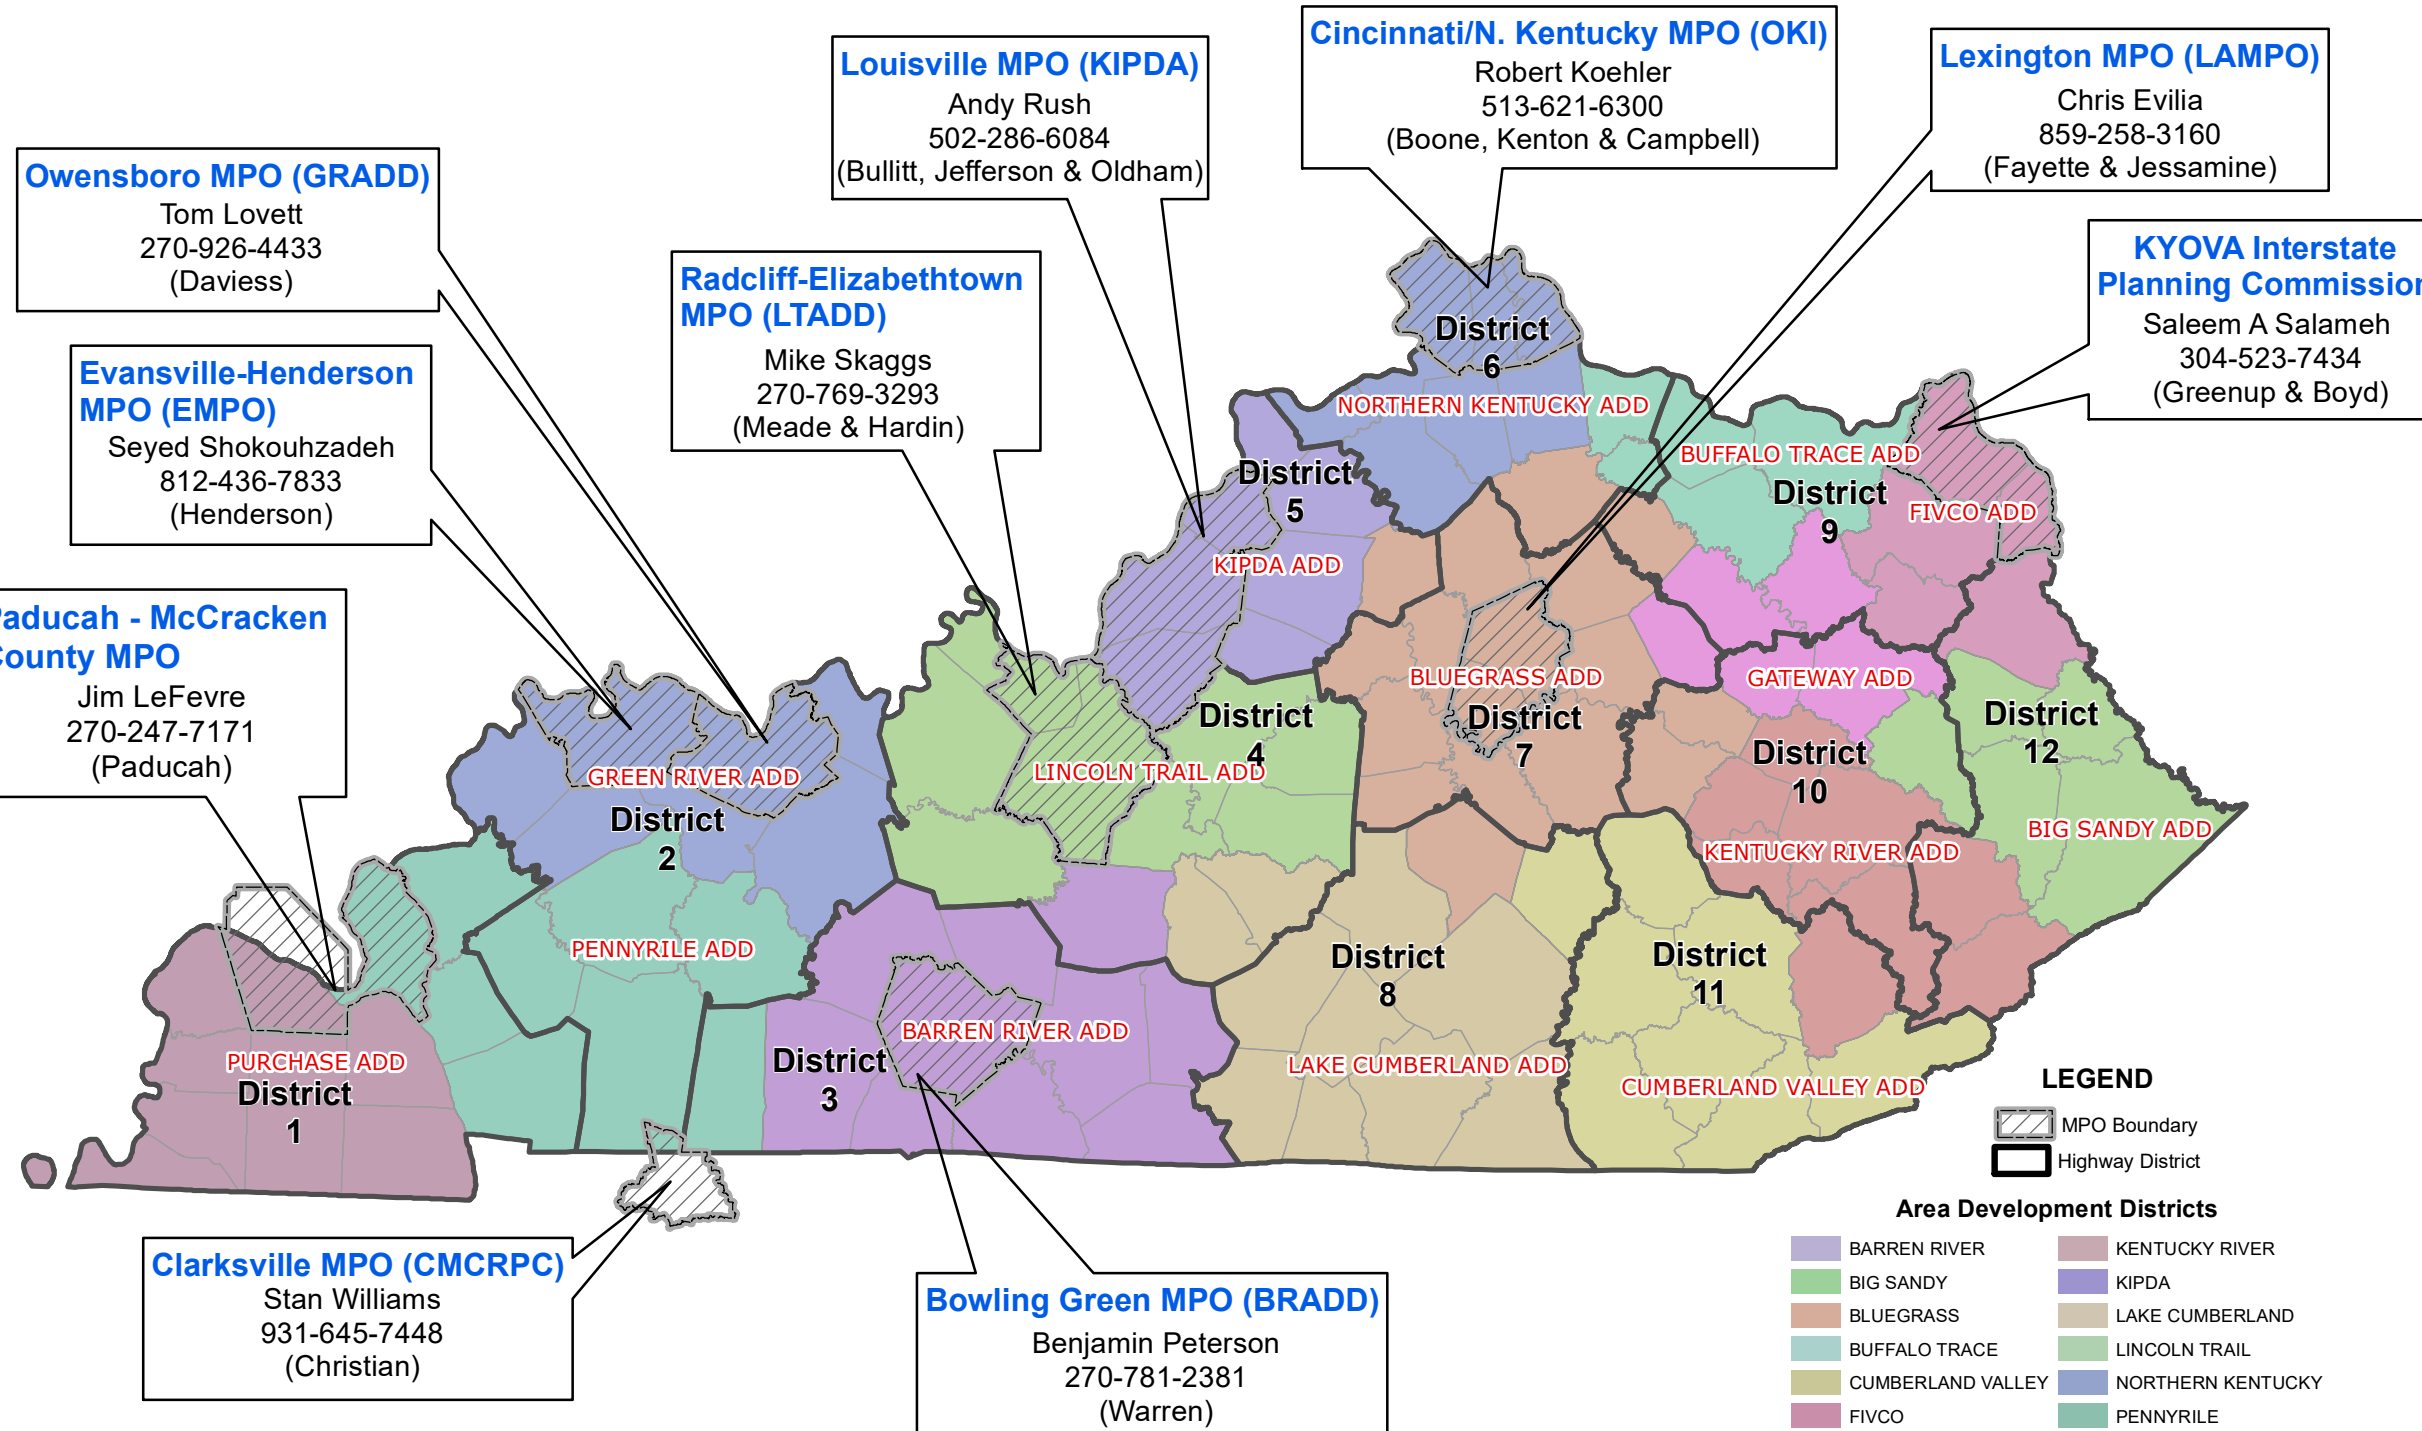 Cincinnati/N. Kentucky MPO (OKI)
Robert Koehler
513-621-6300
(Boone, Kenton & Campbell)
Louisville MPO (KIPDA)
Andy Rush
502-286-6084
(Bullitt, Jefferson & Oldham)
Lexington MPO (LAMPO)
Chris Evilia
859-258-3160
(Fayette & Jessamine)
Owensboro MPO (GRADD)
Tom Lovett
270-926-4433
(Daviess)
Radcliff-Elizabethtown
MPO (LTADD)
Mike Skaggs
270-769-3293
(Meade & Hardin)
KYOVA Interstate
Planning Commission
Saleem A Salameh
304-523-7434
(Greenup & Boyd)
Evansville-Henderson
MPO (EMPO)
Seyed Shokouhzadeh
812-436-7833
(Henderson)
Paducah - McCracken
County MPO
Jim LeFevre
270-247-7171
(Paducah)
District
6
NORTHERN KENTUCKY ADD
District
5
KIPDA ADD
BUFFALO TRACE ADD
District
9
FIVCO ADD
BLUEGRASS ADD
District
7
GATEWAY ADD
District
4
LINCOLN TRAIL ADD
District
12
BIG SANDY ADD
District
10
KENTUCKY RIVER ADD
GREEN RIVER ADD
District
2
PENNYRILE ADD
District
8
LAKE CUMBERLAND ADD
District
11
CUMBERLAND VALLEY ADD
BARREN RIVER ADD
District
3
PURCHASE ADD
District
1
Clarksville MPO (CMCRPC)
Stan Williams
931-645-7448
(Christian)
Bowling Green MPO (BRADD)
Benjamin Peterson
270-781-2381
(Warren)
LEGEND
MPO Boundary
Highway District
Area Development Districts
BARREN RIVER
BIG SANDY
BLUEGRASS
BUFFALO TRACE
CUMBERLAND VALLEY
FIVCO
KENTUCKY RIVER
KIPDA
LAKE CUMBERLAND
LINCOLN TRAIL
NORTHERN KENTUCKY
PENNYRILE